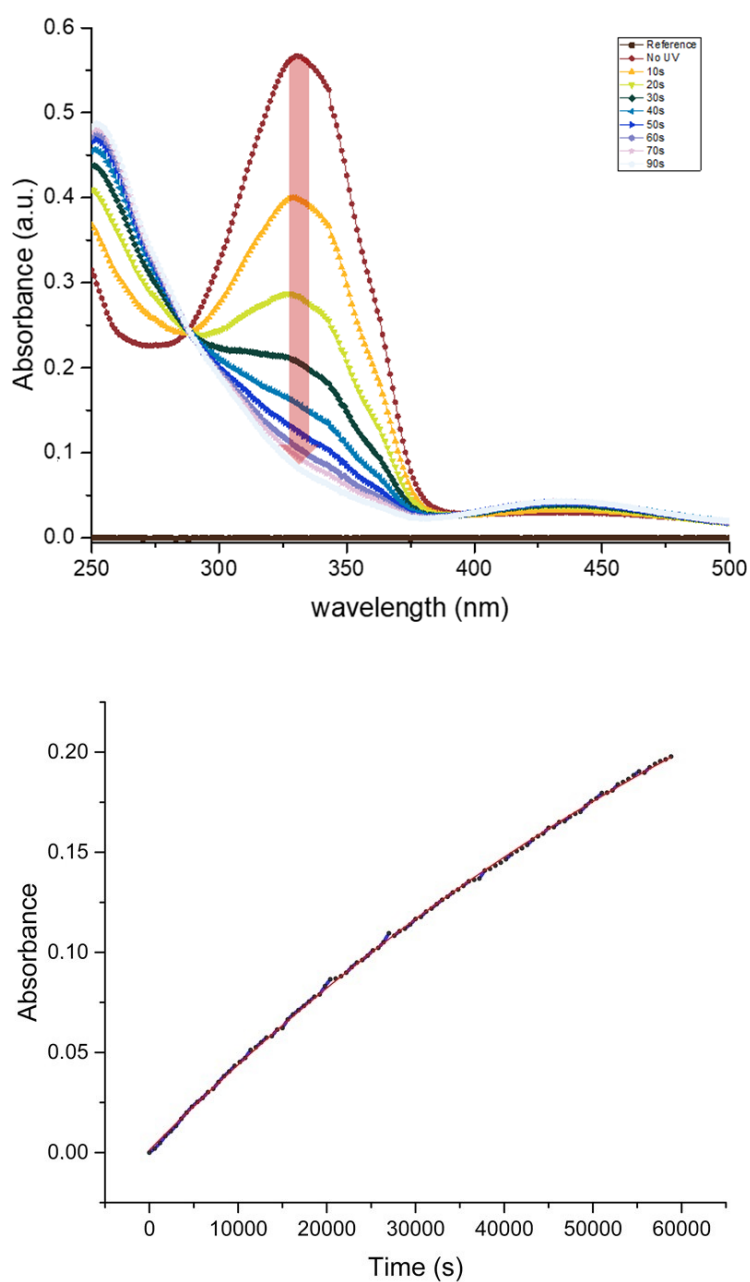 0.6
0.5
0.4
0.3
0.2
0.1
0.0
Absorbance (a.u.)
Reference
No UV
10s
20s
30s
40s
50s
60s
70s
90s
250 300 350 400 450 500
wavelength (nm)
0.20
0.15
0.10
0.05
0.00
Absorbance
0 10000 20000 30000 40000 50000 60000
Time (s)